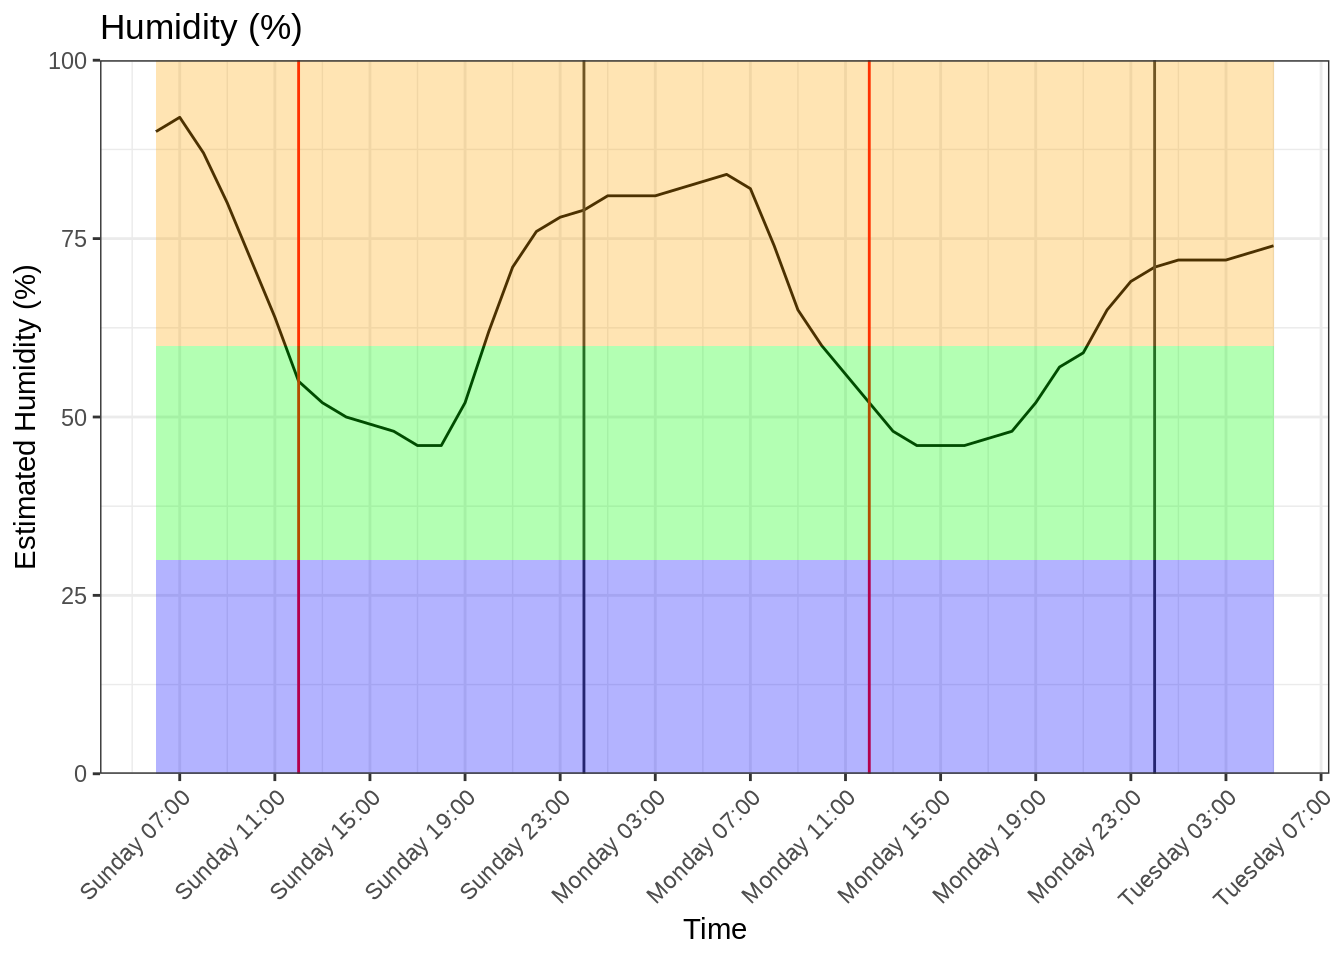 Humidity (%)
Estimated Humidity (%)
100
75
50
25
0
Sunday 07:00
Sunday 11:00
Sunday 15:00
Sunday 19:00
Sunday 23:00
Monday 03:00
Monday 07:00
Monday 11:00
Monday 15:00
Monday 19:00
Monday 23:00
Tuesday 03:00
Tuesday 07:00
Time